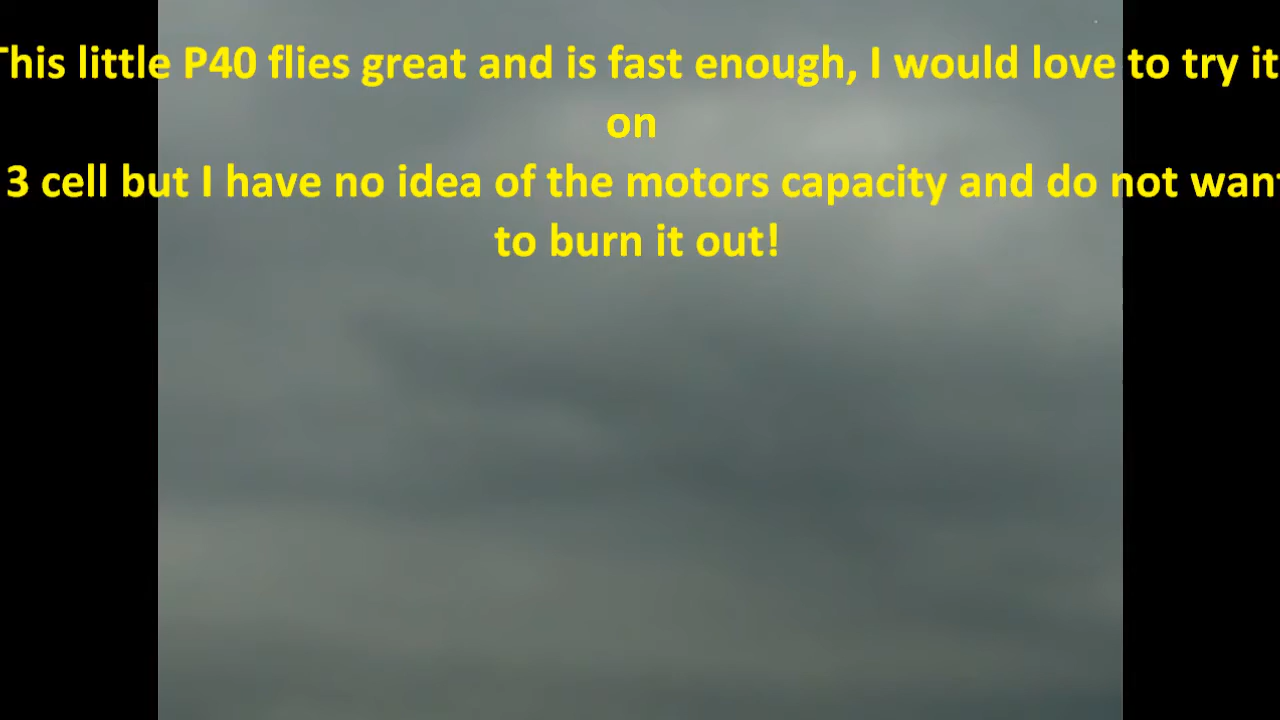 This little P40 flies great and is fast enough, I would love to try it
on
3 cell but I have no idea of the motors capacity and do not want
to burn it out!